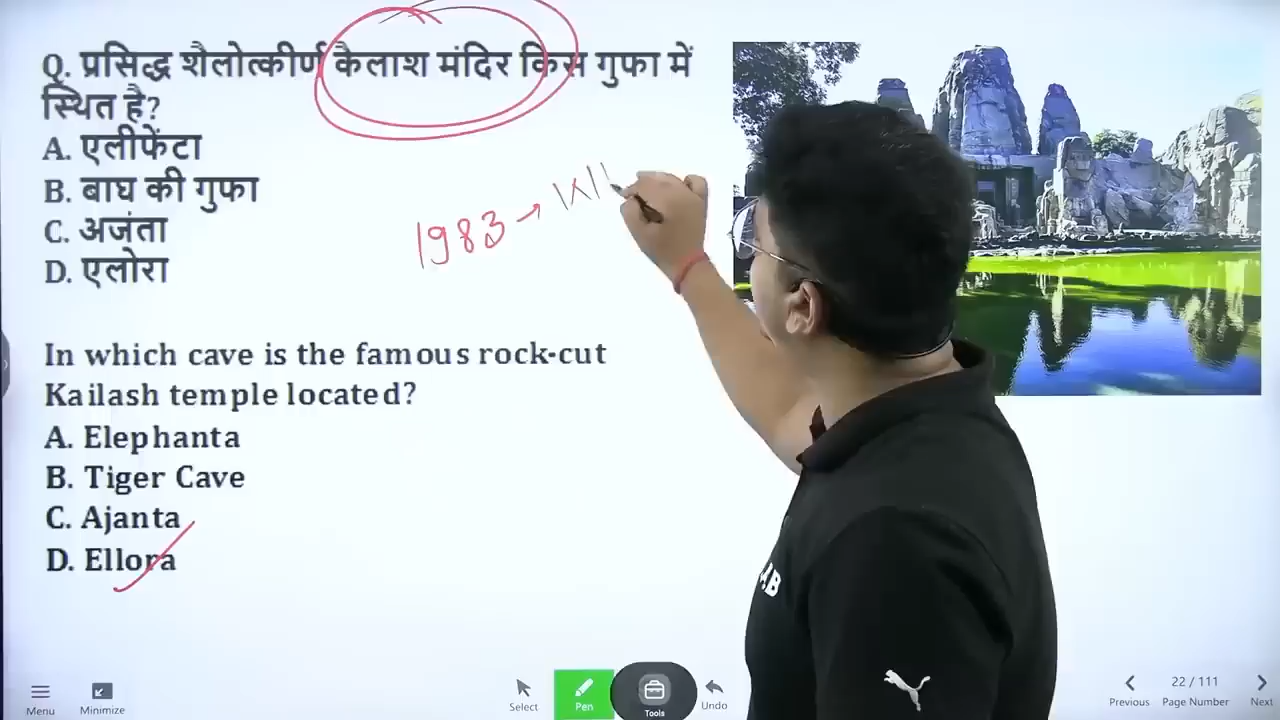 Q. प्रसिद्ध शैलोत्कीर्ण कैलाश मंदिर किस गुफा में
स्थित है?
A. एलीफेंटा
B. बाघ की गुफा
C. अजंता
D. एलोरा
1983 →
In which cave is the famous rock-cut
Kailash temple located?
A. Elephanta
B. Tiger Cave
C. Ajanta
D. Ellora
Menu
Minimize
Select
Pen
Tools
Undo
Previous
22 / 111
Page Number
Next